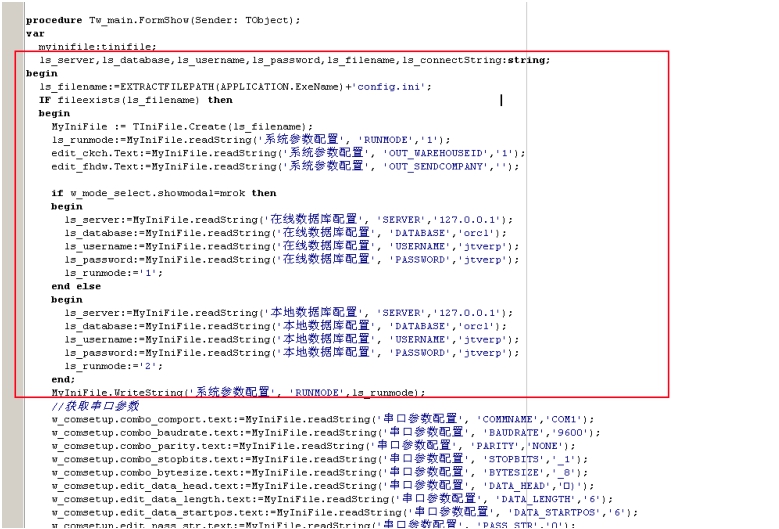 procedure Tw_main.FormShow(Sender: TObject);
var
  myinifile:tinifile;
  ls_server,ls_database,ls_username,ls_password,ls_filename,ls_connectString:string;
begin
  ls_filename:=EXTRACTFILEPATH(APPLICATION.ExeName)+'config.ini';
  IF fileexists(ls_filename) then
  begin
    MyIniFile := TIniFile.Create(ls_filename);
    ls_runmode:=MyIniFile.readString('系统参数配置', 'RUNMODE','1');
    edit_ckch.Text:=MyIniFile.readString('系统参数配置', 'OUT_WAREHOUSEID','1');
    edit_fhdw.Text:=MyIniFile.readString('系统参数配置', 'OUT_SENDCOMPANY','');
    if w_mode_select.showmodal=mrok then
    begin
      ls_server:=MyIniFile.readString('在线数据库配置', 'SERVER','127.0.0.1');
      ls_database:=MyIniFile.readString('在线数据库配置', 'DATABASE','orcl');
      ls_username:=MyIniFile.readString('在线数据库配置', 'USERNAME','jtverp');
      ls_password:=MyIniFile.readString('在线数据库配置', 'PASSWORD','jtverp');
      ls_runmode:='1';
    end else
    begin
      ls_server:=MyIniFile.readString('本地数据库配置', 'SERVER','127.0.0.1');
      ls_database:=MyIniFile.readString('本地数据库配置', 'DATABASE','orcl');
      ls_username:=MyIniFile.readString('本地数据库配置', 'USERNAME','jtverp');
      ls_password:=MyIniFile.readString('本地数据库配置', 'PASSWORD','jtverp');
      ls_runmode:='2';
    end;
    MyIniFile.WriteString('系统参数配置', 'RUNMODE',ls_runmode);
    //获取串口参数
    w_comsetup.combo_comport.text:=MyIniFile.readString('串口参数配置', 'COMMNAME','COM1');
    w_comsetup.combo_baudrate.text:=MyIniFile.readString('串口参数配置', 'BAUDRATE','9600');
    w_comsetup.combo_parity.text:=MyIniFile.readString('串口参数配置', 'PARITY','NONE');
    w_comsetup.combo_stopbits.text:=MyIniFile.readString('串口参数配置', 'STOPBITS','_1');
    w_comsetup.combo_bytesize.text:=MyIniFile.readString('串口参数配置', 'BYTESIZE','_8');
    w_comsetup.edit_data_head.text:=MyIniFile.readString('串口参数配置', 'DATA_HEAD','□');
    w_comsetup.edit_data_length.text:=MyIniFile.readString('串口参数配置', 'DATA_LENGTH','6');
    w_comsetup.edit_data_startpos.text:=MyIniFile.readString('串口参数配置', 'DATA_STARTPOS','6');
    w_comsetup.edit_pass_str.text:=MyIniFile.readString('串口参数配置', 'PASS_STR','0');